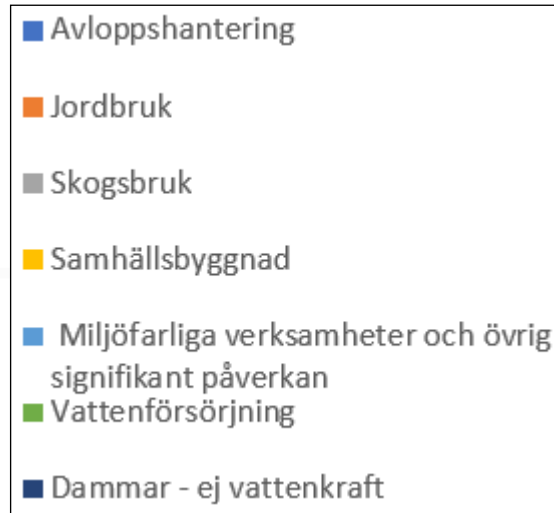 Avloppshantering
Jordbruk
Skogsbruk
Samhällsbyggnad
Miljöfarliga verksamheter och övrig
signifikant påverkan
Vattenförsörjning
Dammar - ej vattenkraft